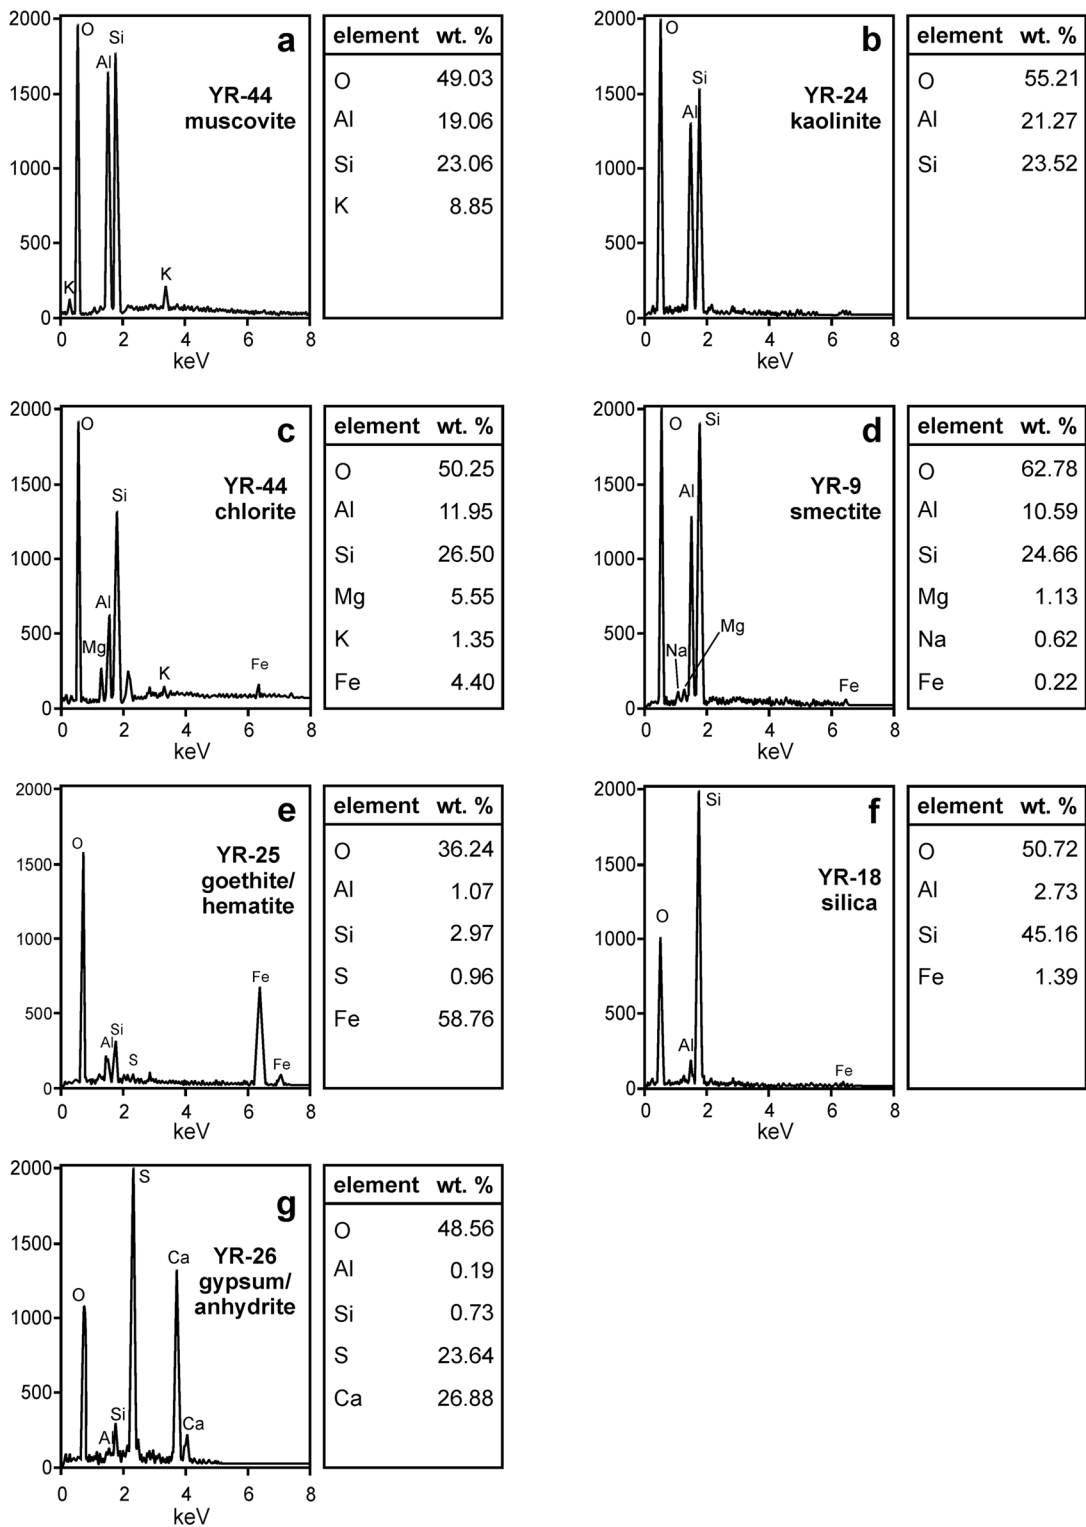 a
YR-44
muscovite
2000
1500
1000
500
0
O
Al
Si
K
K
0 2 4 6 8
keV
element wt. %
O 49.03
Al 19.06
Si 23.06
K 8.85
b
YR-24
kaolinite
2000
1500
1000
500
0
O
Al
Si
0 2 4 6 8
keV
element wt. %
O 55.21
Al 21.27
Si 23.52
c
YR-44
chlorite
2000
1500
1000
500
0
O
Mg
Al
Si
K
Fe
0 2 4 6 8
keV
element wt. %
O 50.25
Al 11.95
Si 26.50
Mg 5.55
K 1.35
Fe 4.40
d
YR-9
smectite
2000
1500
1000
500
0
O
Na
Mg
Al
Si
Fe
0 2 4 6 8
keV
element wt. %
O 62.78
Al 10.59
Si 24.66
Mg 1.13
Na 0.62
Fe 0.22
e
YR-25
goethite/
hematite
2000
1500
1000
500
0
O
Al
Si
S
Fe
Fe
0 2 4 6 8
keV
element wt. %
O 36.24
Al 1.07
Si 2.97
S 0.96
Fe 58.76
f
YR-18
silica
2000
1500
1000
500
0
O
Al
Si
Fe
0 2 4 6 8
keV
element wt. %
O 50.72
Al 2.73
Si 45.16
Fe 1.39
g
YR-26
gypsum/
anhydrite
2000
1500
1000
500
0
O
Al
Si
S
Ca
Ca
0 2 4 6 8
keV
element wt. %
O 48.56
Al 0.19
Si 0.73
S 23.64
Ca 26.88